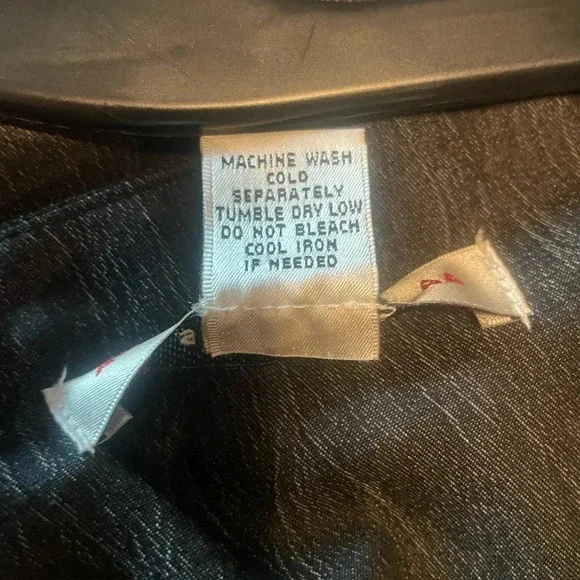 MACHINE WASH
COLD
SEPARATELY
TUMBLE DRY LOW
DO NOT BLEACH
COOL IRON
IF NEEDED